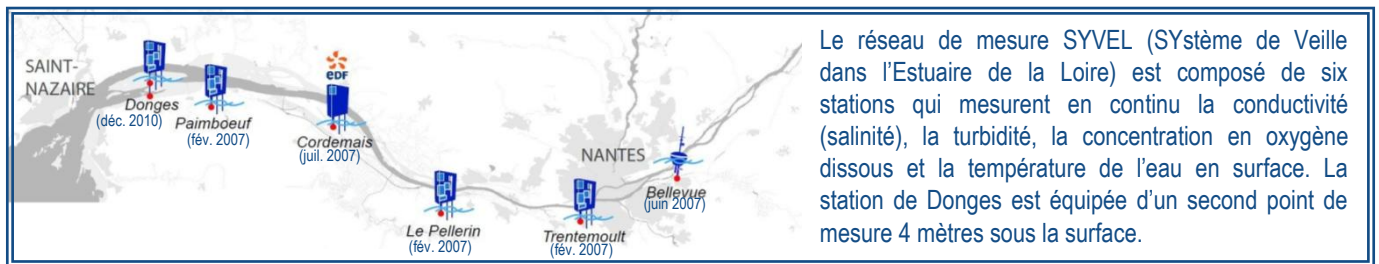 SAINT-
NAZAIRE
Donges
(déc. 2010)
Paimboeuf
(fév. 2007)
eDF
Cordemais
(juil. 2007)
Le Pellerin
(fév. 2007)
NANTES
Trentemoult
(fév. 2007)
Bellevue
(juin 2007)
Le réseau de mesure SYVEL (SYstème de Veille
dans l’Estuaire de la Loire) est composé de six
stations qui mesurent en continu la conductivité
(salinité), la turbidité, la concentration en oxygène
dissous et la température de l’eau en surface. La
station de Donges est équipée d’un second point de
mesure 4 mètres sous la surface.